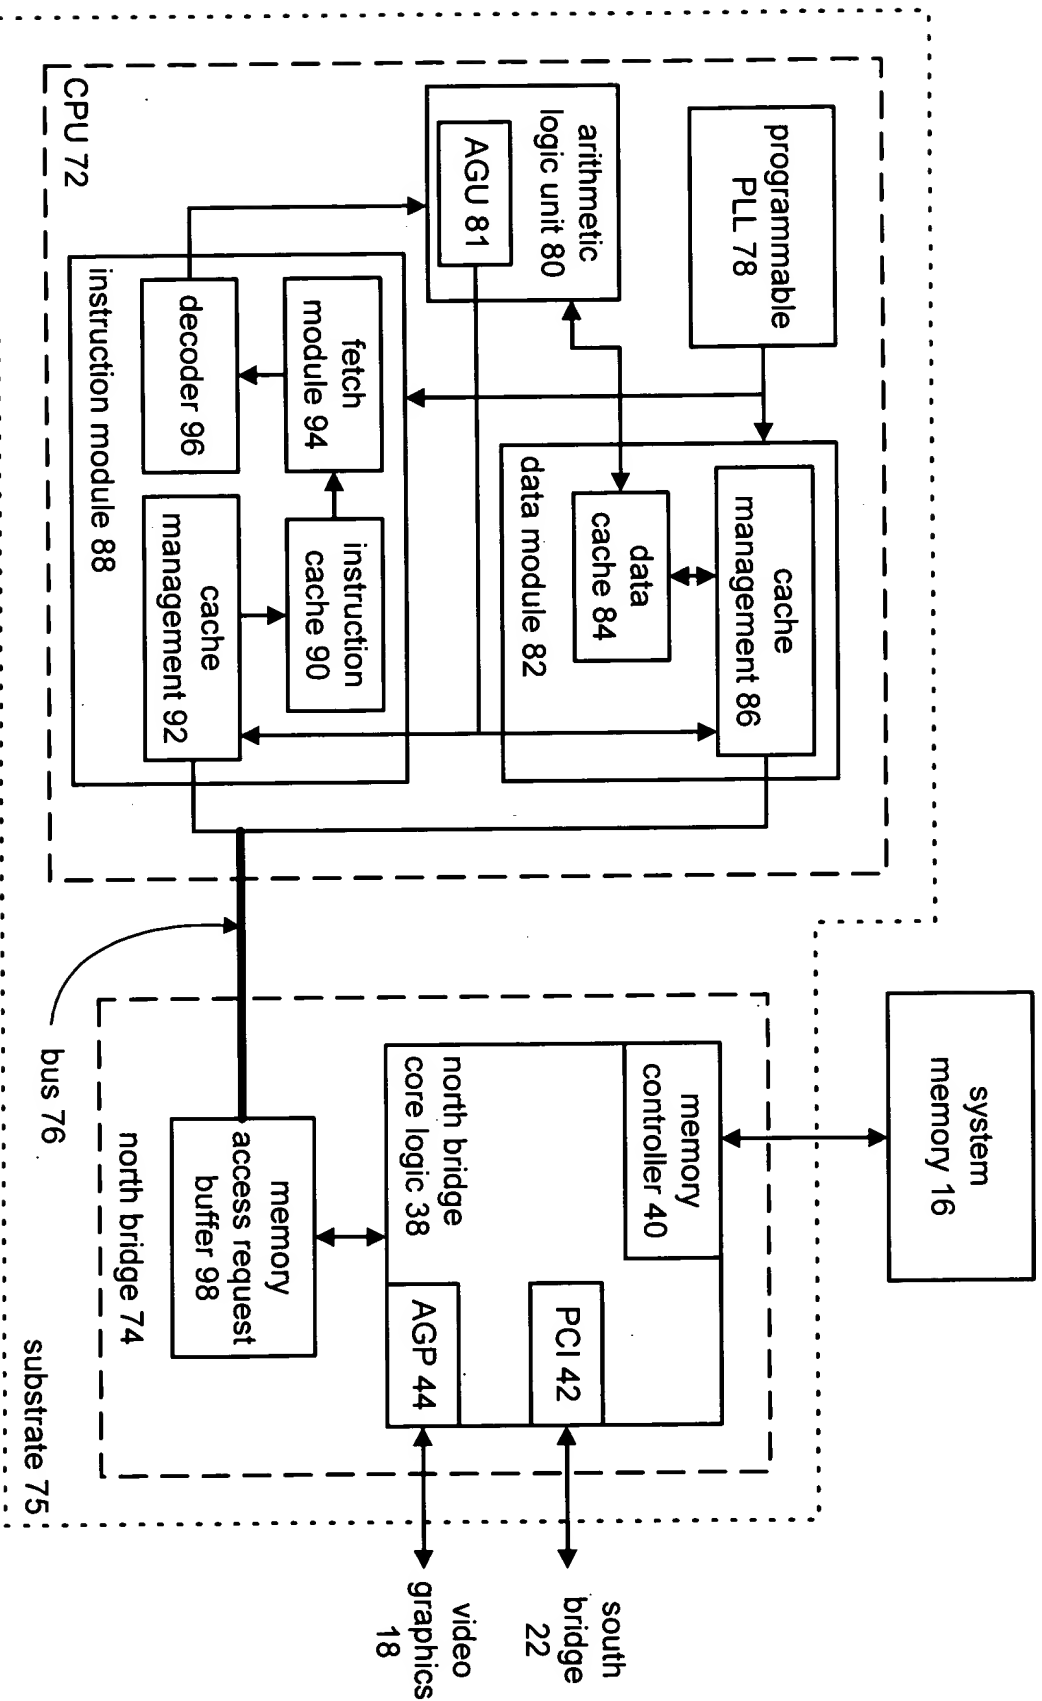 system
memory 16
programmable
PLL 78
cache
management 86
data
cache 84
data module 82
arithmetic
logic unit 80
AGU 81
instruction
cache 90
fetch
module 94
decoder 96
cache
management 92
instruction module 88
CPU 72
memory
controller 40
PCI 42
north bridge
core logic 38
AGP 44
memory
access request
buffer 98
north bridge 74
bus 76
substrate 75
south
bridge
22
video
graphics
18